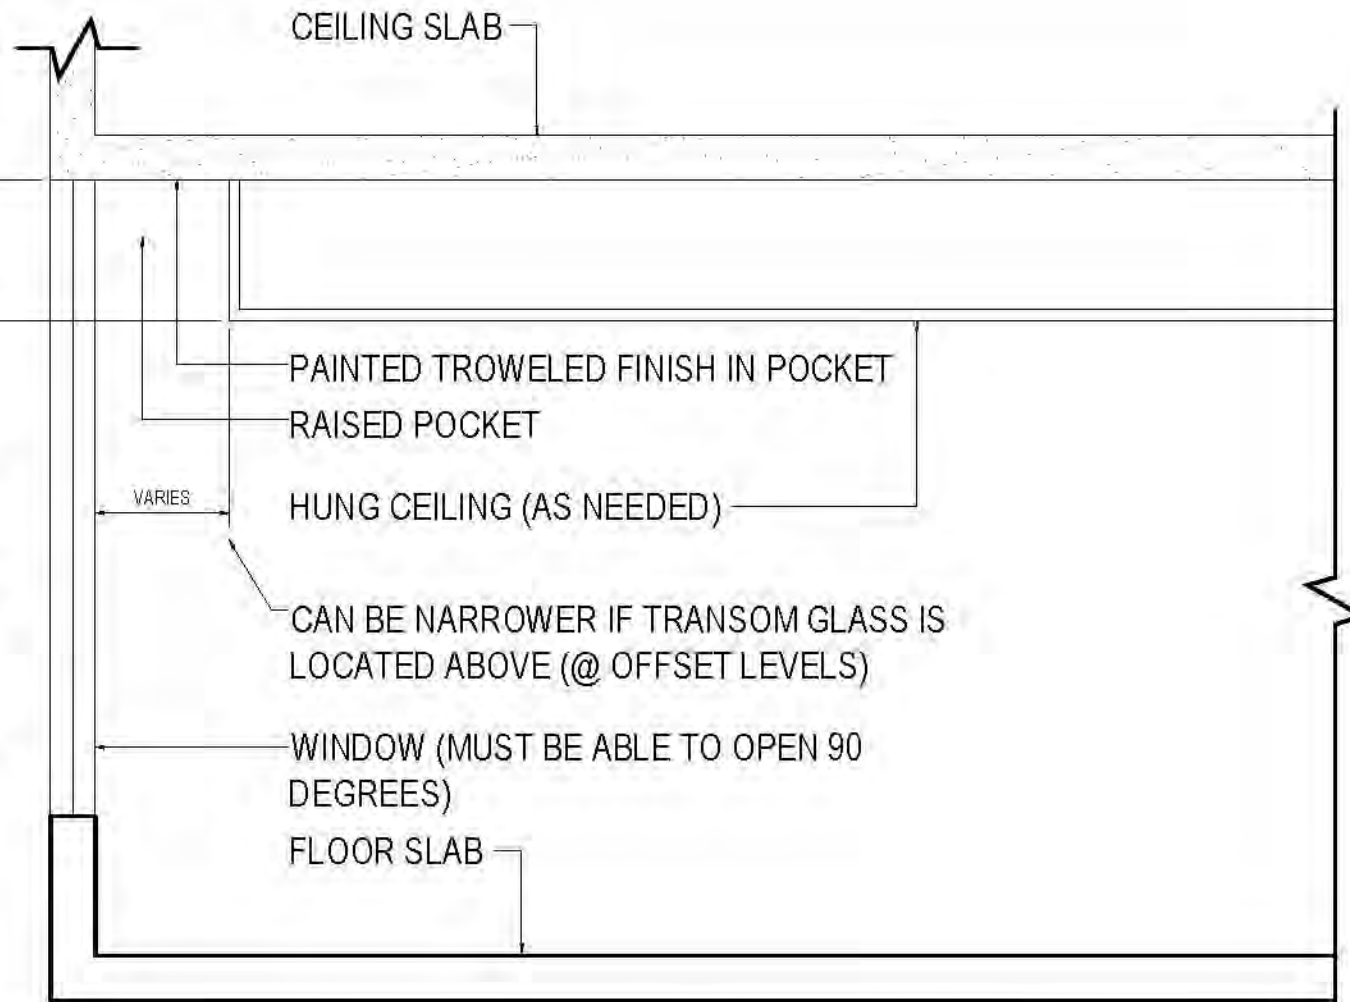 CEILING SLAB
PAINTED TROWELED FINISH IN POCKET
RAISED POCKET
VARIES
HUNG CEILING (AS NEEDED)
CAN BE NARROWER IF TRANSOM GLASS IS
LOCATED ABOVE (@ OFFSET LEVELS)
WINDOW (MUST BE ABLE TO OPEN 90
DEGREES)
FLOOR SLAB